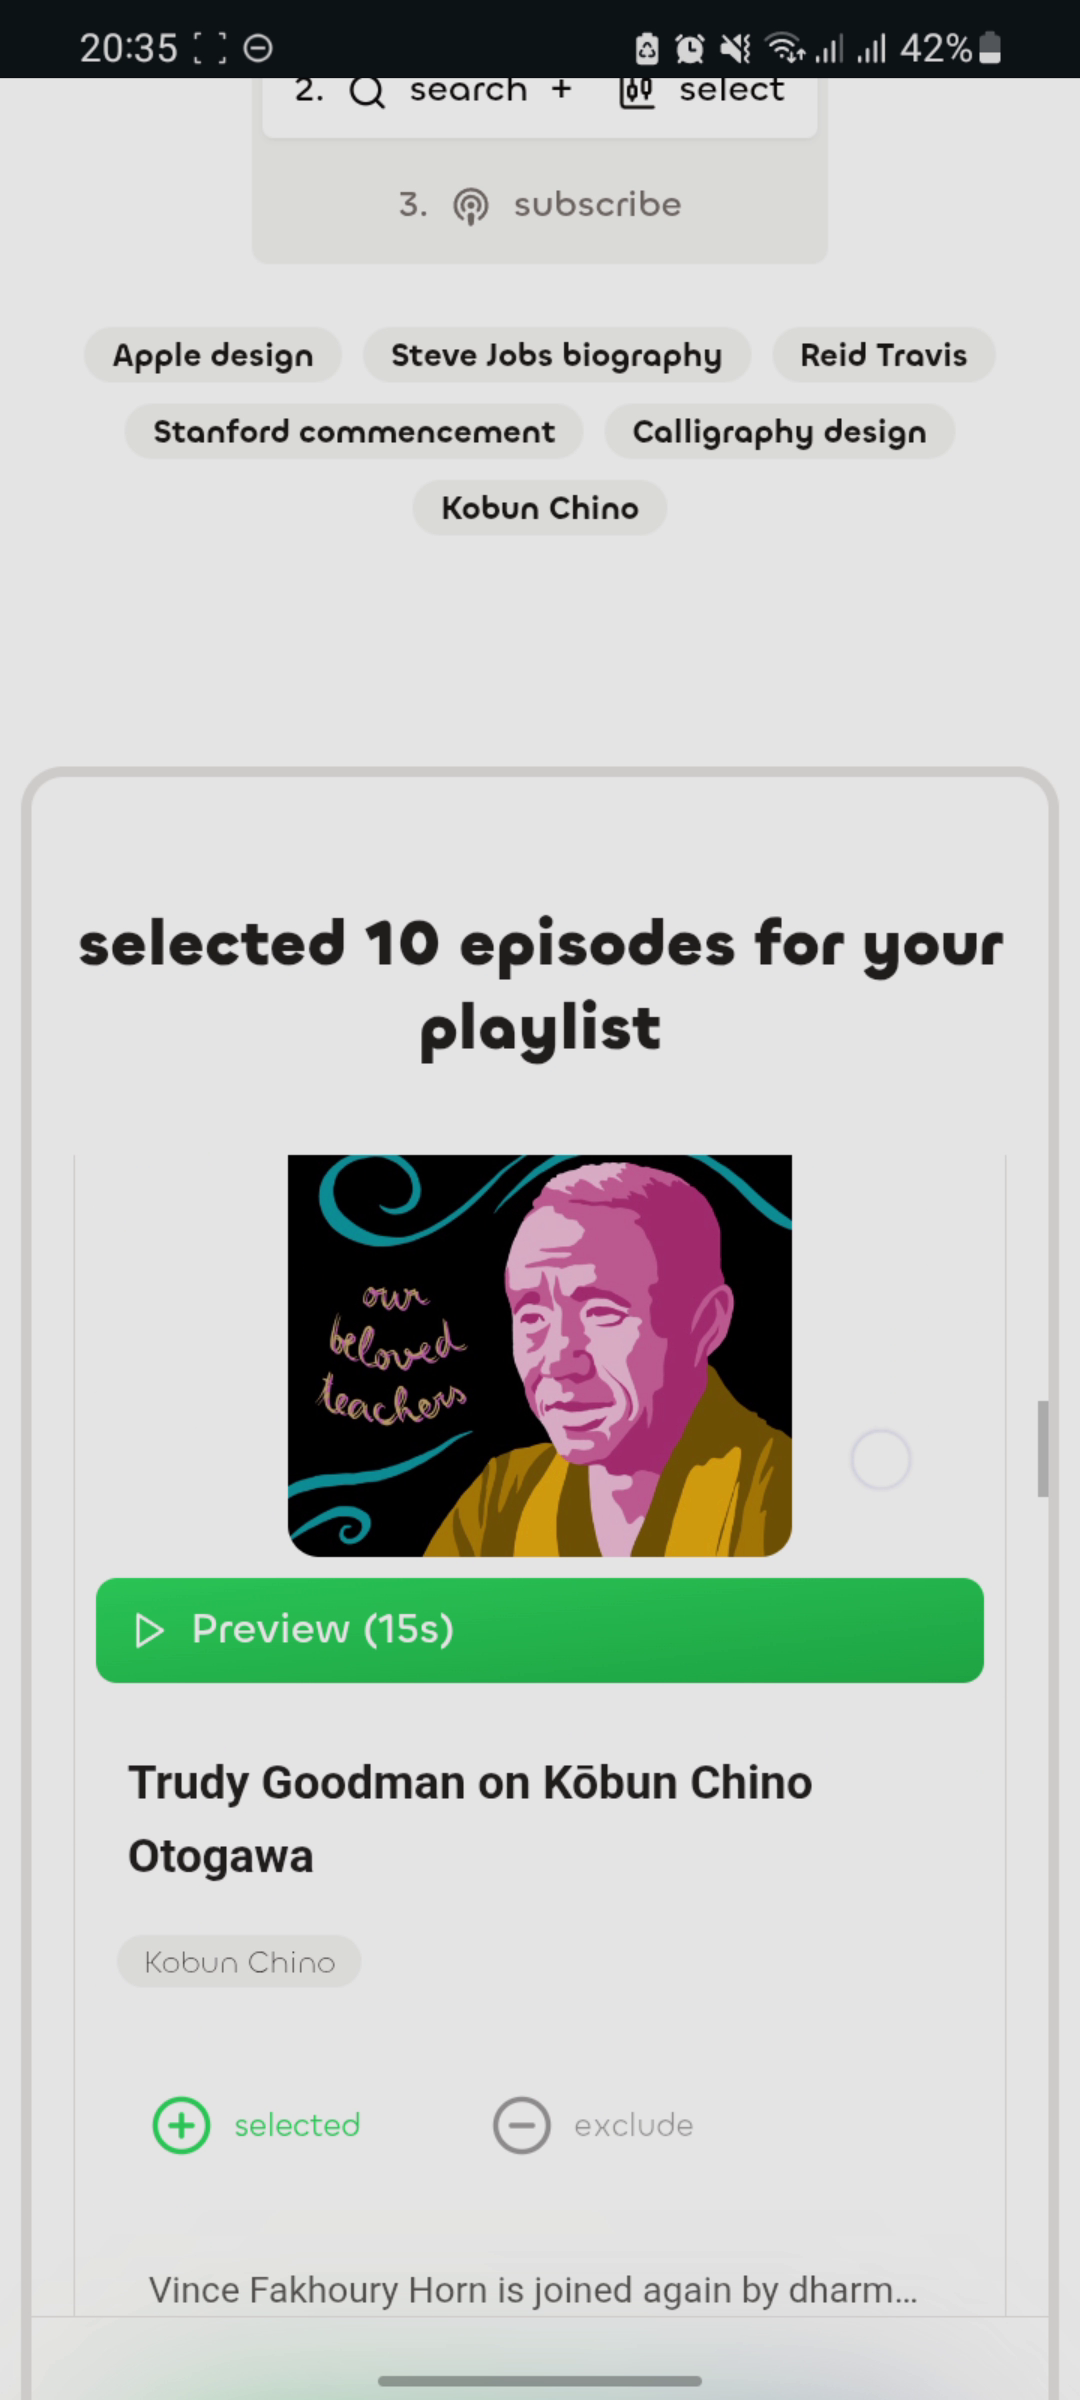 20:35 42%
2. search + select
3. subscribe
Apple design Steve Jobs biography Reid Travis
Stanford commencement Calligraphy design
Kobun Chino
selected 10 episodes for your
playlist
our
beloved
teachers
Preview (15s)
Trudy Goodman on Kōbun Chino
Otogawa
Kobun Chino
selected exclude
Vince Fakhoury Horn is joined again by dharm...